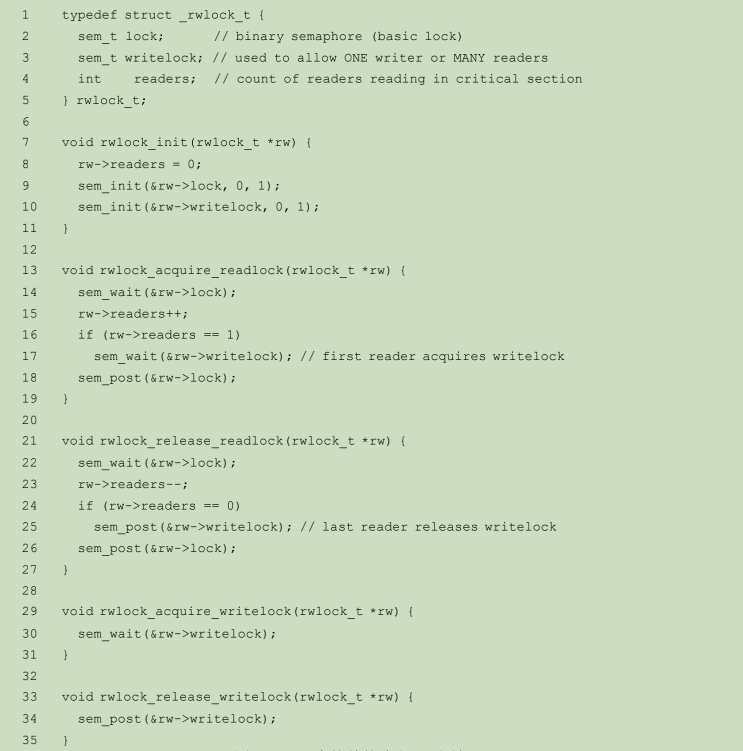 1 typedef struct _rwlock_t {
2 sem_t lock; // binary semaphore (basic lock)
3 sem_t writelock; // used to allow ONE writer or MANY readers
4 int readers; // count of readers reading in critical section
5 } rwlock_t;
6
7 void rwlock_init(rwlock_t *rw) {
8 rw->readers = 0;
9 sem_init(&rw->lock, 0, 1);
10 sem_init(&rw->writelock, 0, 1);
11 }
12
13 void rwlock_acquire_readlock(rwlock_t *rw) {
14 sem_wait(&rw->lock);
15 rw->readers++;
16 if (rw->readers == 1)
17 sem_wait(&rw->writelock); // first reader acquires writelock
18 sem_post(&rw->lock);
19 }
20
21 void rwlock_release_readlock(rwlock_t *rw) {
22 sem_wait(&rw->lock);
23 rw->readers--;
24 if (rw->readers == 0)
25 sem_post(&rw->writelock); // last reader releases writelock
26 sem_post(&rw->lock);
27 }
28
29 void rwlock_acquire_writelock(rwlock_t *rw) {
30 sem_wait(&rw->writelock);
31 }
32
33 void rwlock_release_writelock(rwlock_t *rw) {
34 sem_post(&rw->writelock);
35 }